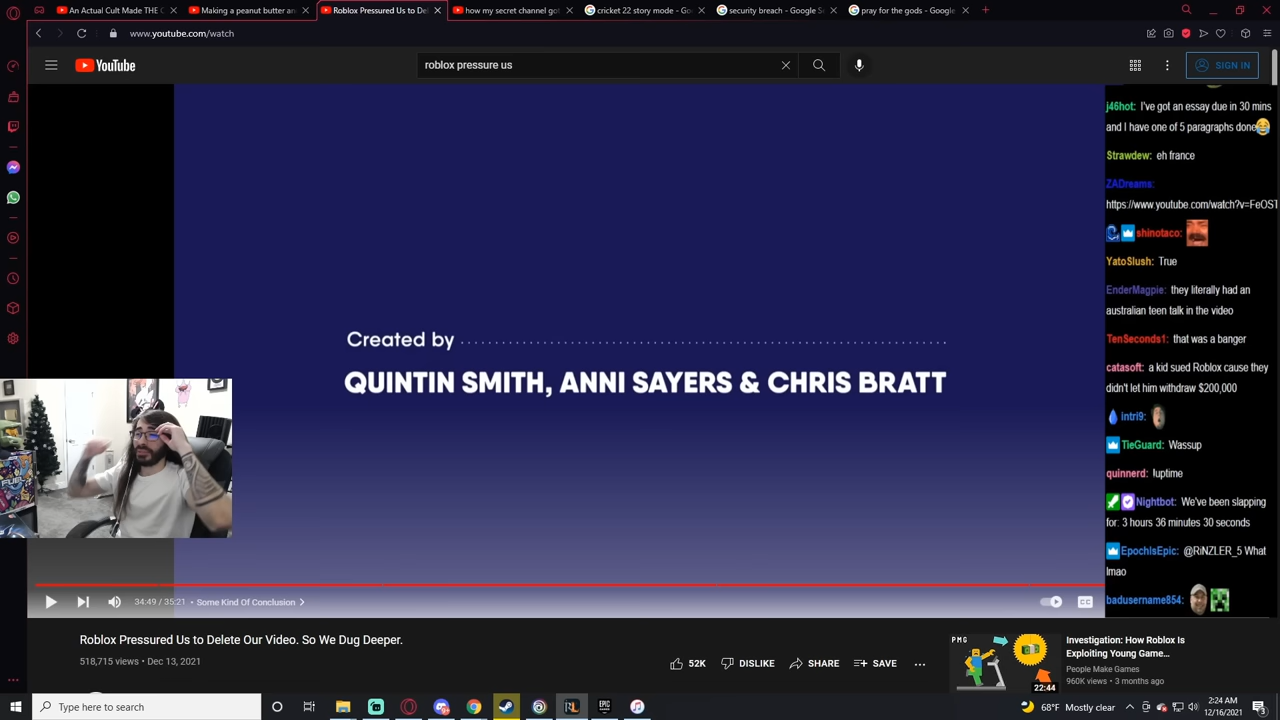 An Actual Cult Made THE C
Making a peanut butter an
Roblox Pressured Us to Del
how my secret channel got
cricket 22 story mode - Go
security breach - Google S
pray for the gods - Google
www.youtube.com/watch
YouTube
roblox pressure us
SIGN IN
j46hot: I've got an essay due in 30 mins
and I have one of 5 paragraphs done😂
Strawdew: eh france
ZADreams:
https://www.youtube.com/watch?v=FeOST
shinotaco:
YatoSlush: True
EnderMagpie: they literally had an
australian teen talk in the video
TenSeconds1: that was a banger
catasoft: a kid sued Roblox cause they
didn't let him withdraw $200,000
intri9:
TieGuard: Wassup
quinnerd: !uptime
Nightbot: We've been slapping
for: 3 hours 36 minutes 30 seconds
EpochIsEpic: @RiNZLER_5 What
lmao
badusername854:
Created by
QUINTIN SMITH, ANNI SAYERS & CHRIS BRATT
FUEL
34:49 / 35:21 • Some Kind Of Conclusion >
CC
Roblox Pressured Us to Delete Our Video. So We Dug Deeper.
518,715 views • Dec 13, 2021
52K
DISLIKE
SHARE
SAVE
PMG
22:44
Investigation: How Roblox Is
Exploiting Young Game...
People Make Games
960K views • 3 months ago
Type here to search
EPIC
68°F Mostly clear
2:24 AM
12/16/2021
3